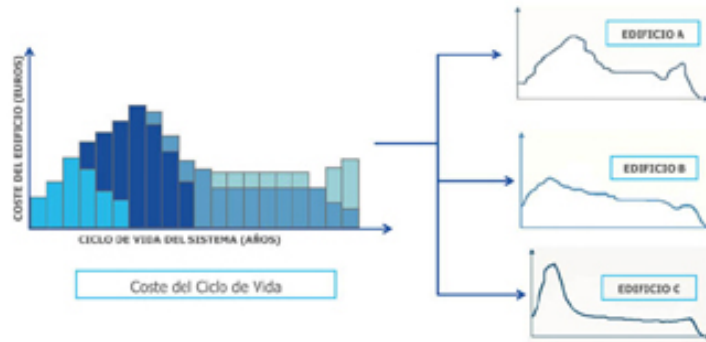 COSTE DEL EDIFICIO (EUROS)
CICLO DE VIDA DEL SISTEMA (AÑOS)
Coste del Ciclo de Vida
EDIFICIO A
EDIFICIO B
EDIFICIO C